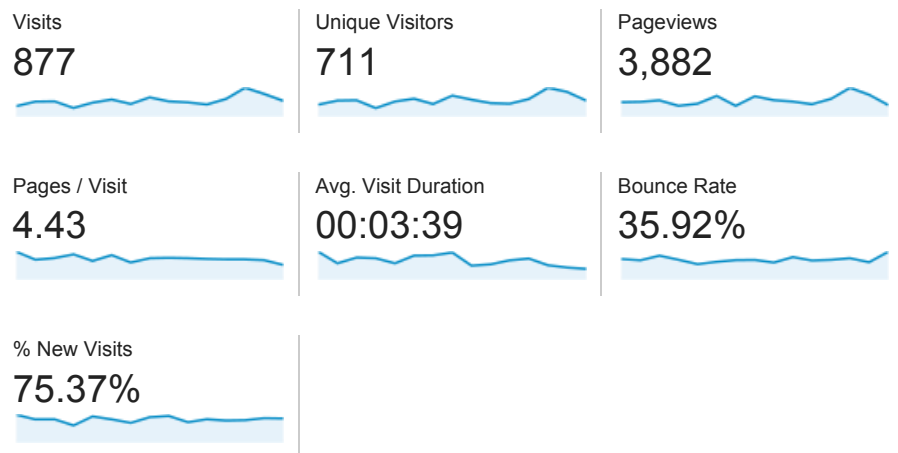 Visits
877
Unique Visitors
711
Pageviews
3,882
Pages / Visit
4.43
Avg. Visit Duration
00:03:39
Bounce Rate
35.92%
% New Visits
75.37%